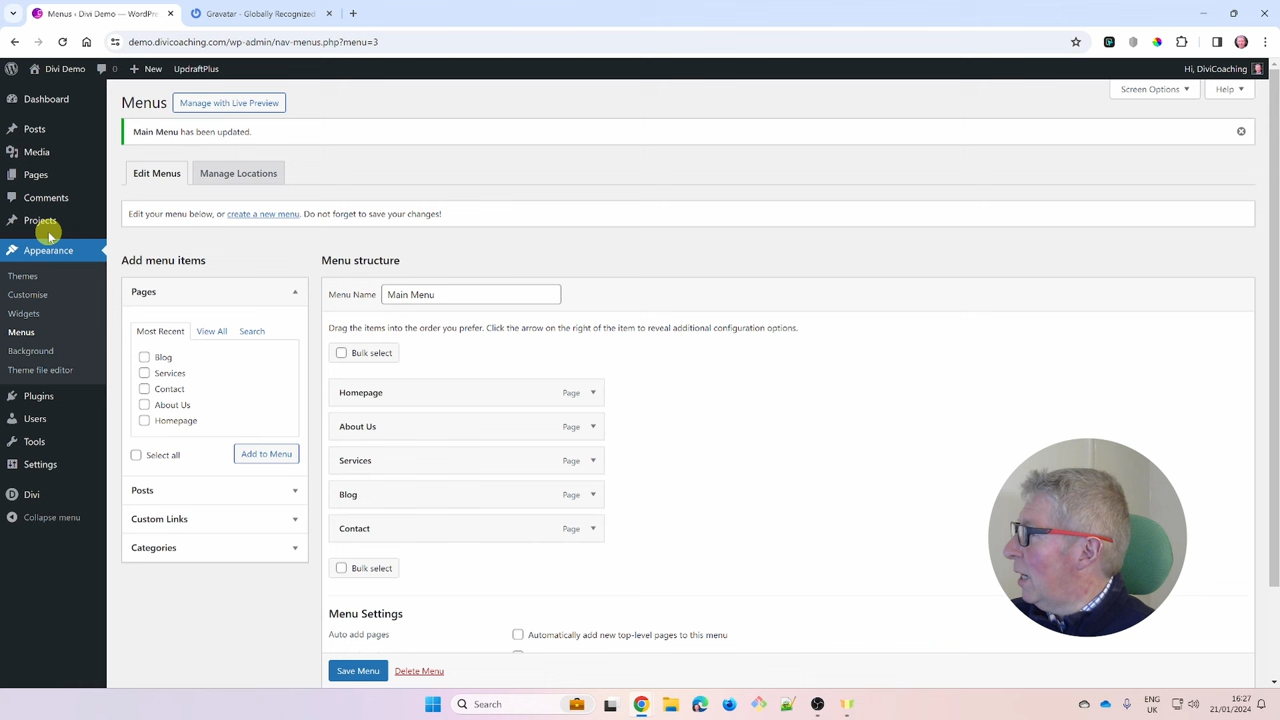 Menus ‹ Divi Demo — WordPre
Gravatar - Globally Recognized
demo.divicoaching.com/wp-admin/nav-menus.php?menu=3
Divi Demo
0
New
UpdraftPlus
Hi, DiviCoaching
Dashboard
Posts
Media
Pages
Comments
Projects
Appearance
Themes
Customise
Widgets
Menus
Background
Theme file editor
Plugins
Users
Tools
Settings
Divi
Collapse menu
Menus
Manage with Live Preview
Screen Options
Help
Main Menu has been updated.
Edit Menus
Manage Locations
Edit your menu below, or create a new menu. Do not forget to save your changes!
Add menu items
Pages
Most Recent
View All
Search
Blog
Services
Contact
About Us
Homepage
Select all
Add to Menu
Posts
Custom Links
Categories
Menu structure
Menu Name
Main Menu
Drag the items into the order you prefer. Click the arrow on the right of the item to reveal additional configuration options.
Bulk select
Homepage Page
About Us Page
Services Page
Blog Page
Contact Page
Bulk select
Menu Settings
Auto add pages
Automatically add new top-level pages to this menu
Save Menu
Delete Menu
Search
ENG
UK
16:27
21/01/2024